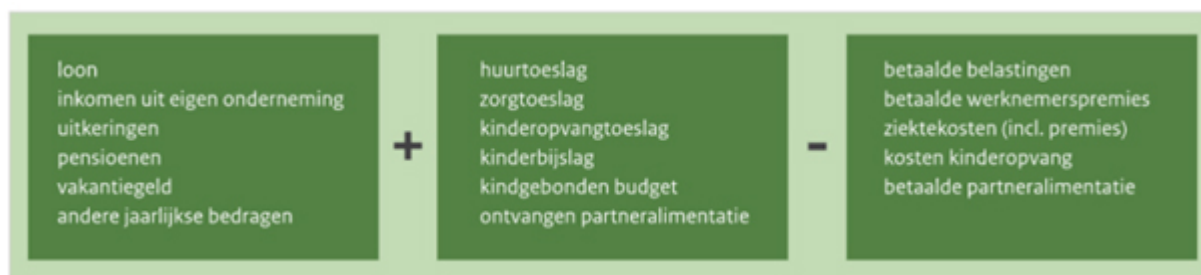 loon
inkomen uit eigen onderneming
uitkeringen
pensioenen
vakantiegeld
andere jaarlijkse bedragen
+
huurtoeslag
zorgtoeslag
kinderopvangtoeslag
kinderbijslag
kindgebonden budget
ontvangen partneralimentatie
-
betaalde belastingen
betaalde werknemerspremies
ziektekosten (incl. premies)
kosten kinderopvang
betaalde partneralimentatie